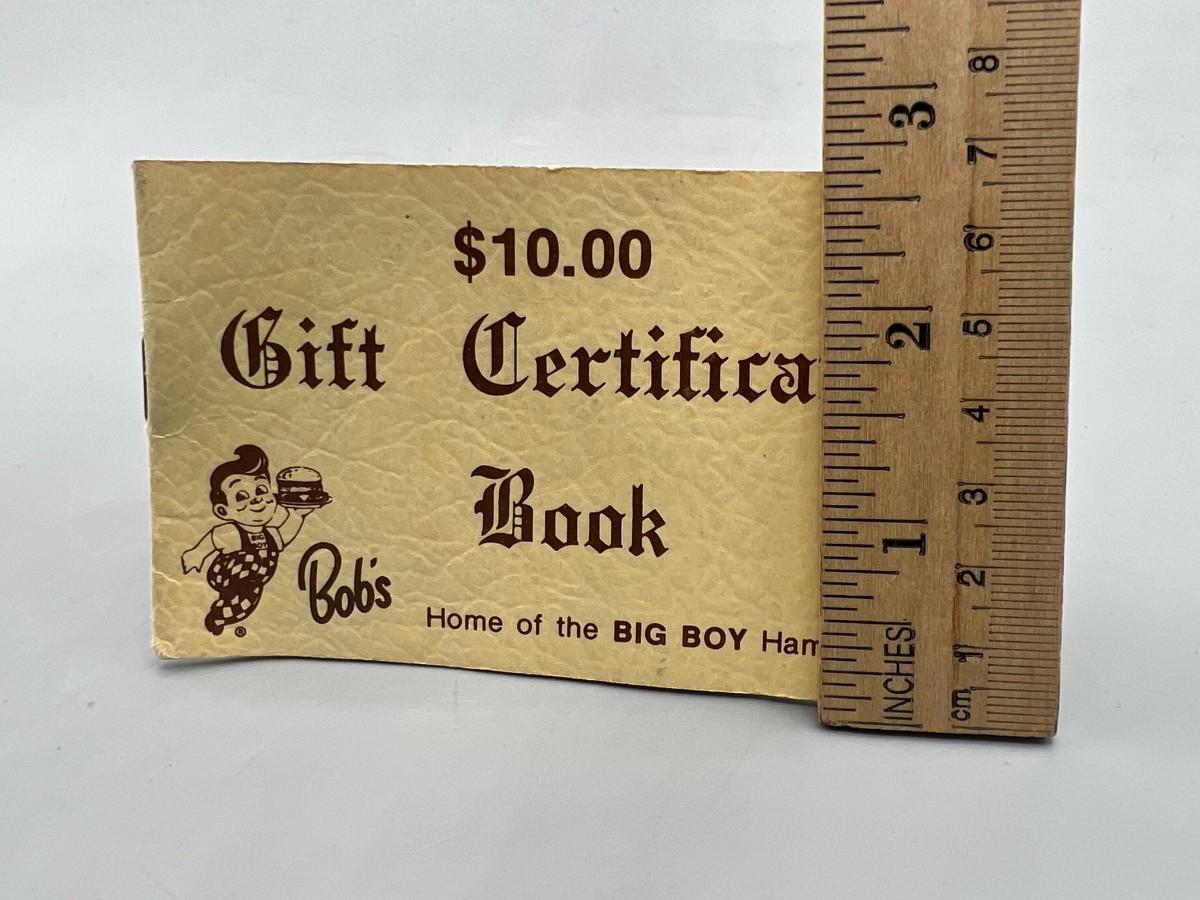 $10.00
Gift Certifica
Book
Bob's
®
Home of the BIG BOY Ham
3
2
1
INCHES
8
7
6
5
4
3
2
1
cm